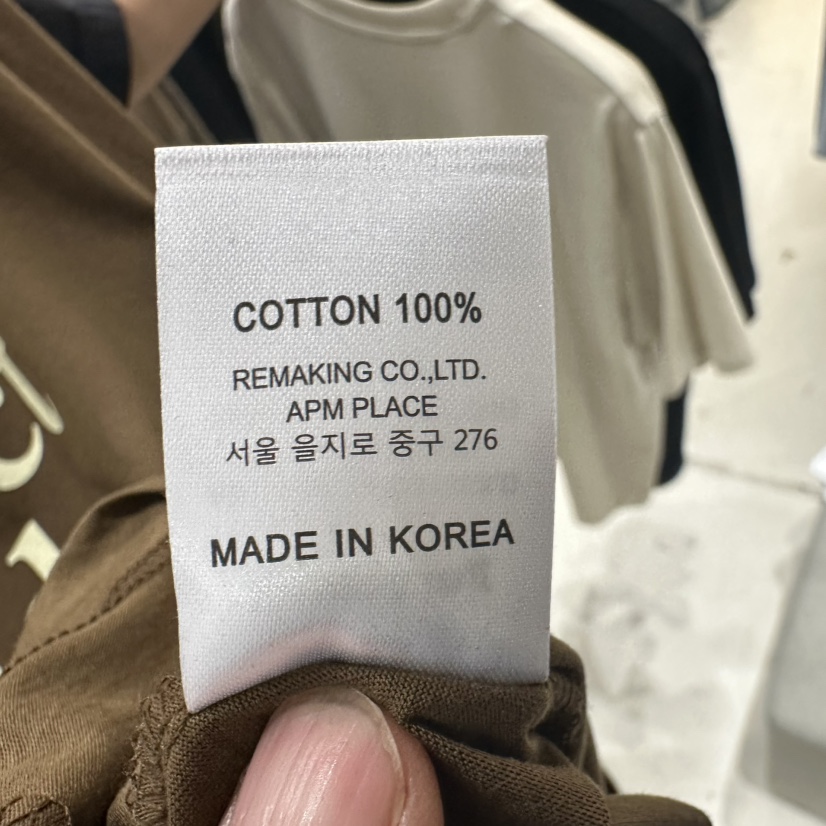 COTTON 100%
REMAKING CO.,LTD.
APM PLACE
서울 을지로 중구 276
MADE IN KOREA